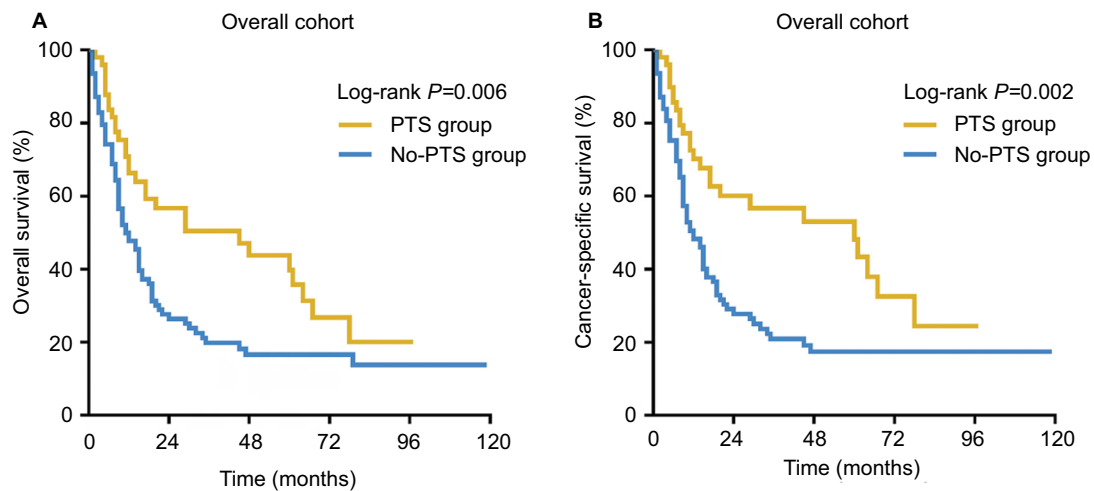 A
Overall cohort
100
80
60
40
20
0
Overall survival (%)
Log-rank P=0.006
PTS group
No-PTS group
0 24 48 72 96 120
Time (months)
B
Overall cohort
100
80
60
40
20
0
Cancer-specific surival (%)
Log-rank P=0.002
PTS group
No-PTS group
0 24 48 72 96 120
Time (months)